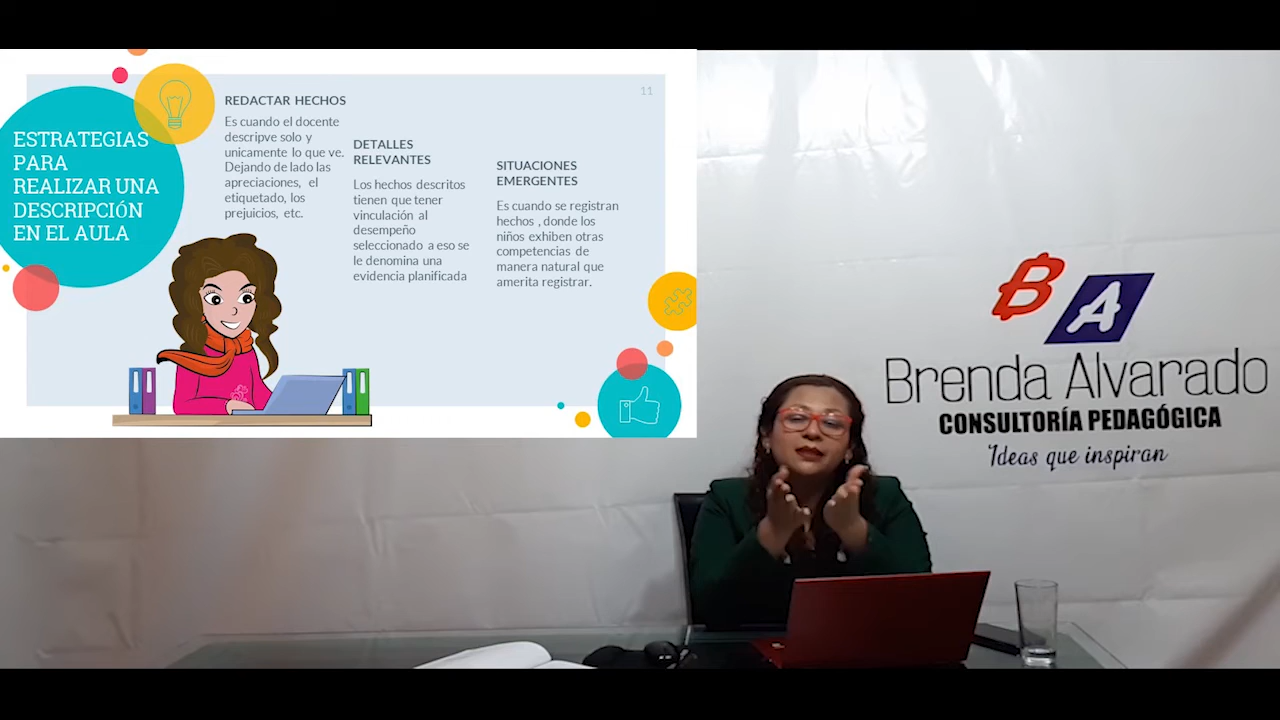 11
ESTRATEGIAS
PARA
REALIZAR UNA
DESCRIPCIÓN
EN EL AULA
REDACTAR HECHOS
Es cuando el docente
descripve solo y
unicamente lo que ve.
Dejando de lado las
apreciaciones, el
etiquetado, los
prejuicios, etc.
DETALLES
RELEVANTES
Los hechos descritos
tienen que tener
vinculación al
desempeño
seleccionado a eso se
le denomina una
evidencia planificada
SITUACIONES
EMERGENTES
Es cuando se registran
hechos , donde los
niños exhiben otras
competencias de
manera natural que
amerita registrar.
B A
Brenda Alvarado
CONSULTORÍA PEDAGÓGICA
Ideas que inspiran